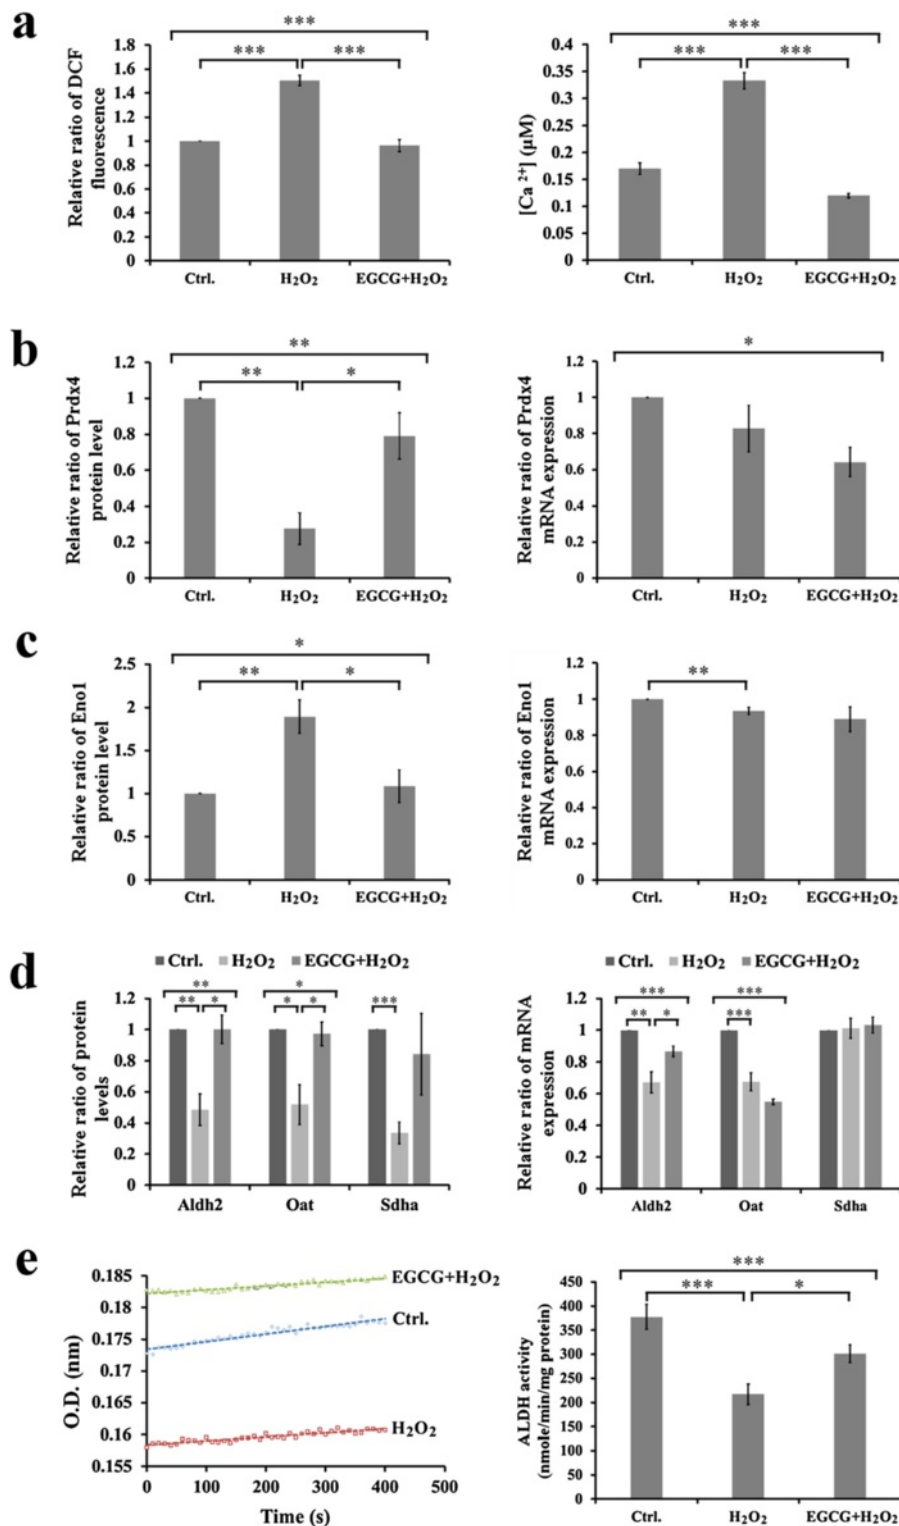 a
***
***
***
Relative ratio of DCF
fluorescence
1.8
1.6
1.4
1.2
1
0.8
0.6
0.4
0.2
0
Ctrl.
H2O2
EGCG+H2O2
***
***
***
[Ca 2+] (μM)
0.4
0.35
0.3
0.25
0.2
0.15
0.1
0.05
0
Ctrl.
H2O2
EGCG+H2O2
b
**
**
*
Relative ratio of Prdx4
protein level
1.2
1
0.8
0.6
0.4
0.2
0
Ctrl.
H2O2
EGCG+H2O2
*
Relative ratio of Prdx4
mRNA expression
1.2
1
0.8
0.6
0.4
0.2
0
Ctrl.
H2O2
EGCG+H2O2
c
*
**
*
Relative ratio of Eno1
protein level
2.5
2
1.5
1
0.5
0
Ctrl.
H2O2
EGCG+H2O2
**
Relative ratio of Eno1
mRNA expression
1.2
1
0.8
0.6
0.4
0.2
0
Ctrl.
H2O2
EGCG+H2O2
d
Ctrl. H2O2 EGCG+H2O2
**
** *
*
* *
***
Relative ratio of protein
levels
1.2
1
0.8
0.6
0.4
0.2
0
Aldh2
Oat
Sdha
Ctrl. H2O2 EGCG+H2O2
***
** *
***
***
Relative ratio of mRNA
expression
1.2
1
0.8
0.6
0.4
0.2
0
Aldh2
Oat
Sdha
e
O.D. (nm)
0.185
0.18
0.175
0.17
0.165
0.16
0.155
EGCG+H2O2
Ctrl.
H2O2
0 100 200 300 400 500
Time (s)
***
***
*
ALDH activity
(nmole/min/mg protein)
450
400
350
300
250
200
150
100
50
0
Ctrl.
H2O2
EGCG+H2O2